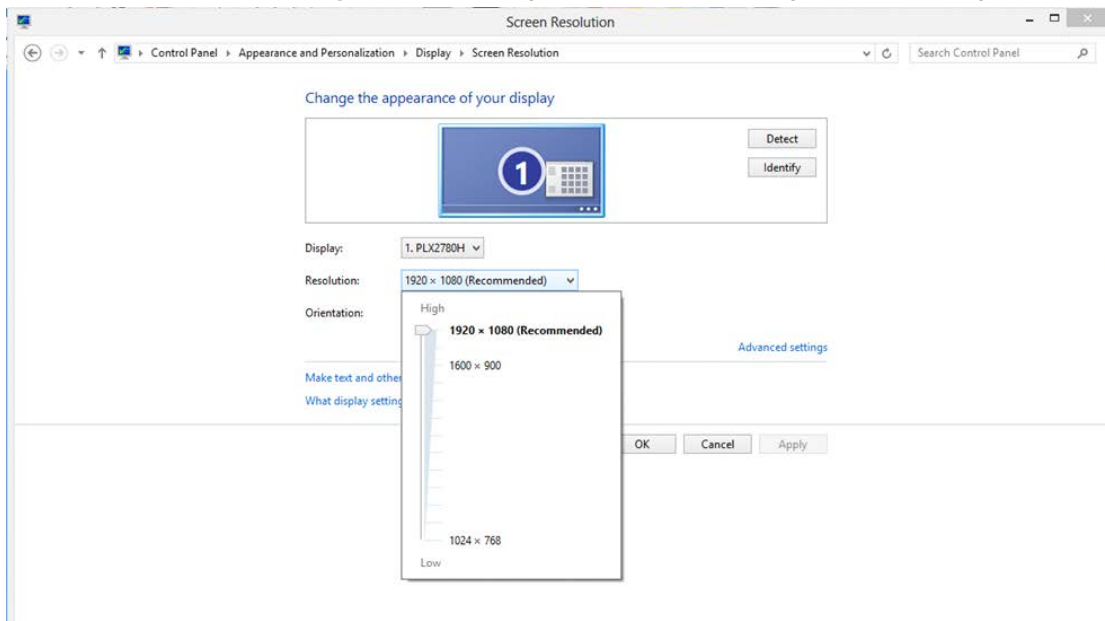 Screen Resolution
Control Panel ▸ Appearance and Personalization ▸ Display ▸ Screen Resolution
Search Control Panel
Change the appearance of your display
1
Detect
Identify
Display: 1. PLX2780H
Resolution: 1920 × 1080 (Recommended)
Orientation:
High
1920 × 1080 (Recommended)
1600 × 900
1024 × 768
Low
Advanced settings
Make text and other
What display
OK Cancel Apply